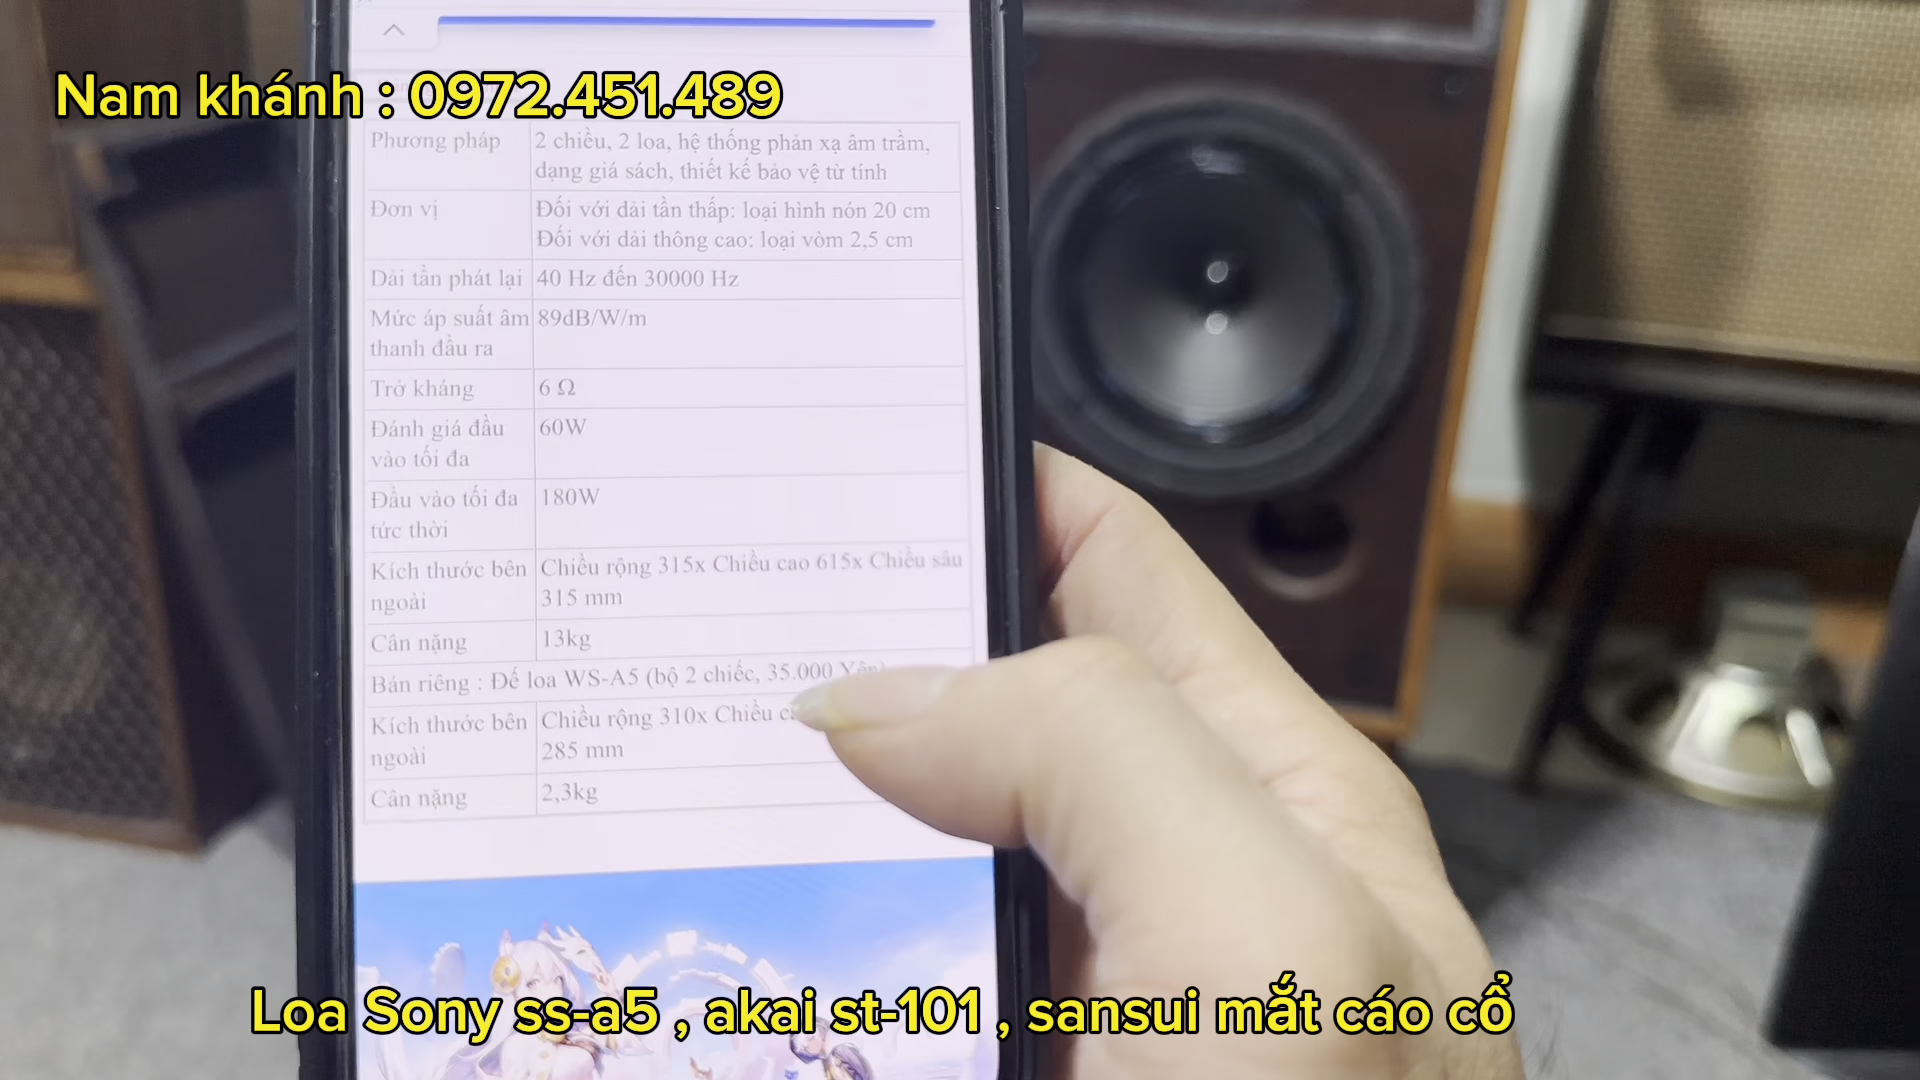 Nam khánh : 0972.451.489
Phương pháp
2 chiều, 2 loa, hệ thống phản xạ âm trầm,
dạng giá sách, thiết kế bảo vệ từ tính
Đơn vị
Đối với dải tần thấp: loại hình nón 20 cm
Đối với dải thông cao: loại vòm 2,5 cm
Dải tần phát lại
40 Hz đến 30000 Hz
Mức áp suất âm
thanh đầu ra
89dB/W/m
Trở kháng
6 Ω
Đánh giá đầu
vào tối đa
60W
Đầu vào tối đa
tức thời
180W
Kích thước bên
ngoài
Chiều rộng 315x Chiều cao 615x Chiều sâu
315 mm
Cân nặng
13kg
Bán riêng : Đế loa WS-A5 (bộ 2 chiếc, 35.000 Yên)
Kích thước bên
ngoài
Chiều rộng 310x Chiều
285 mm
Cân nặng
2,3kg
Loa Sony ss-a5 , akai st-101 , sansui mắt cáo cổ